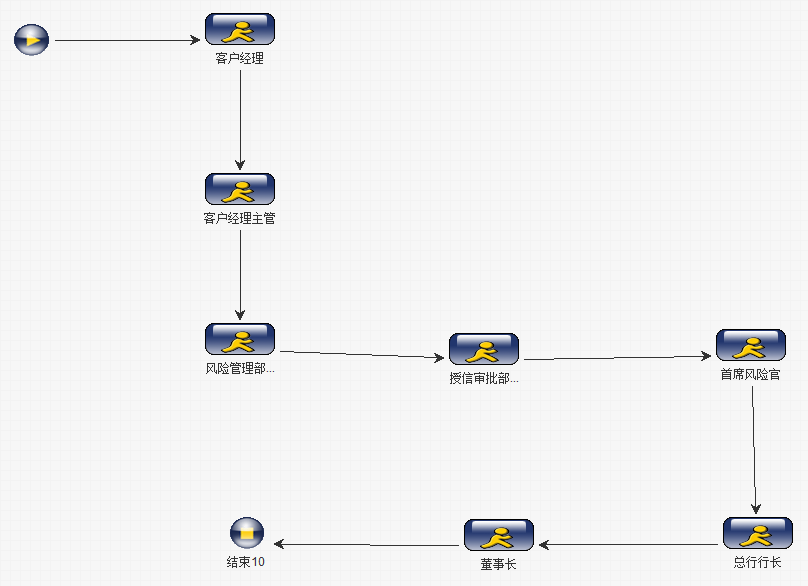 客户经理
客户经理主管
风险管理部...
授信审批部...
首席风险官
总行行长
董事长
结束10